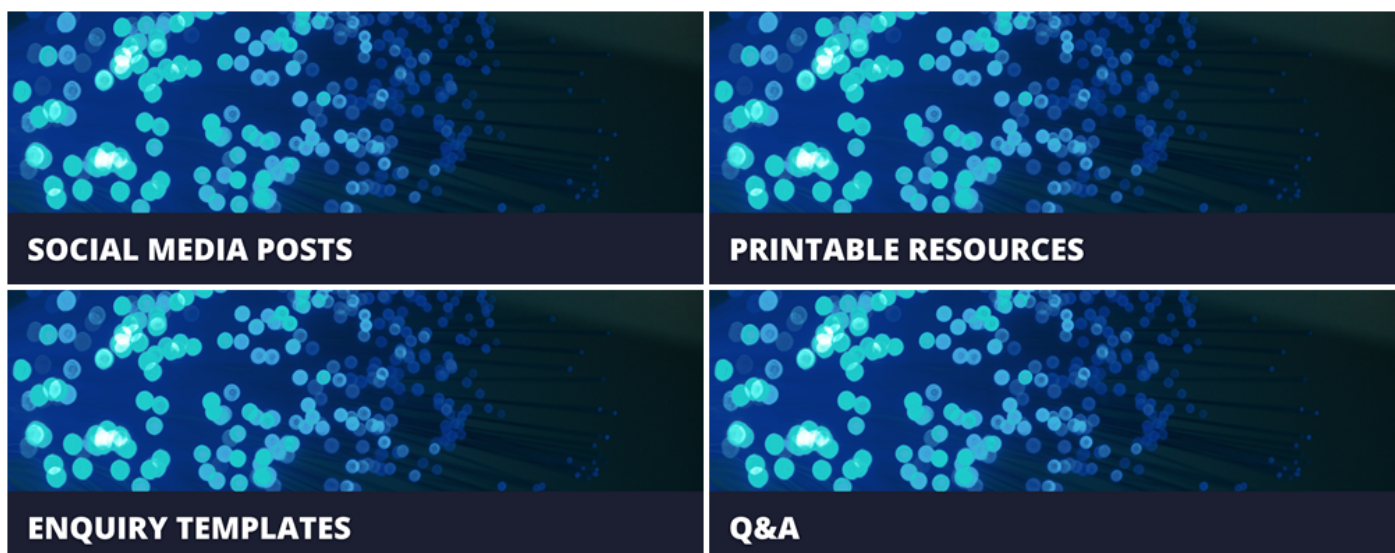 SOCIAL MEDIA POSTS
PRINTABLE RESOURCES
ENQUIRY TEMPLATES
Q&A